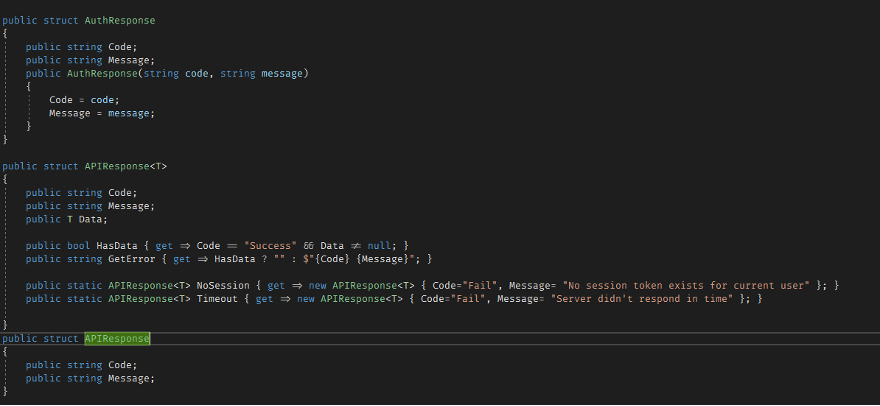 public struct AuthResponse
{
    public string Code;
    public string Message;
    public AuthResponse(string code, string message)
    {
        Code = code;
        Message = message;
    }
}

public struct APIResponse<T>
{
    public string Code;
    public string Message;
    public T Data;

    public bool HasData { get => Code == "Success" && Data != null; }
    public string GetError { get => HasData ? "" : $"{Code} {Message}"; }

    public static APIResponse<T> NoSession { get => new APIResponse<T> { Code="Fail", Message= "No session token exists for current user" }; }
    public static APIResponse<T> Timeout { get => new APIResponse<T> { Code="Fail", Message= "Server didn't respond in time" }; }

}
public struct APIResponse
{
    public string Code;
    public string Message;
}